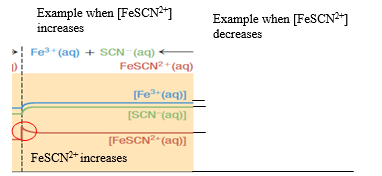 Example when [FeSCN²⁺]
increases
Example when [FeSCN²⁺]
decreases
Fe³⁺(aq) + SCN⁻(aq)
) FeSCN²⁺(aq)
[Fe³⁺(aq)]
[SCN⁻(aq)]
[FeSCN²⁺(aq)]
FeSCN²⁺ increases